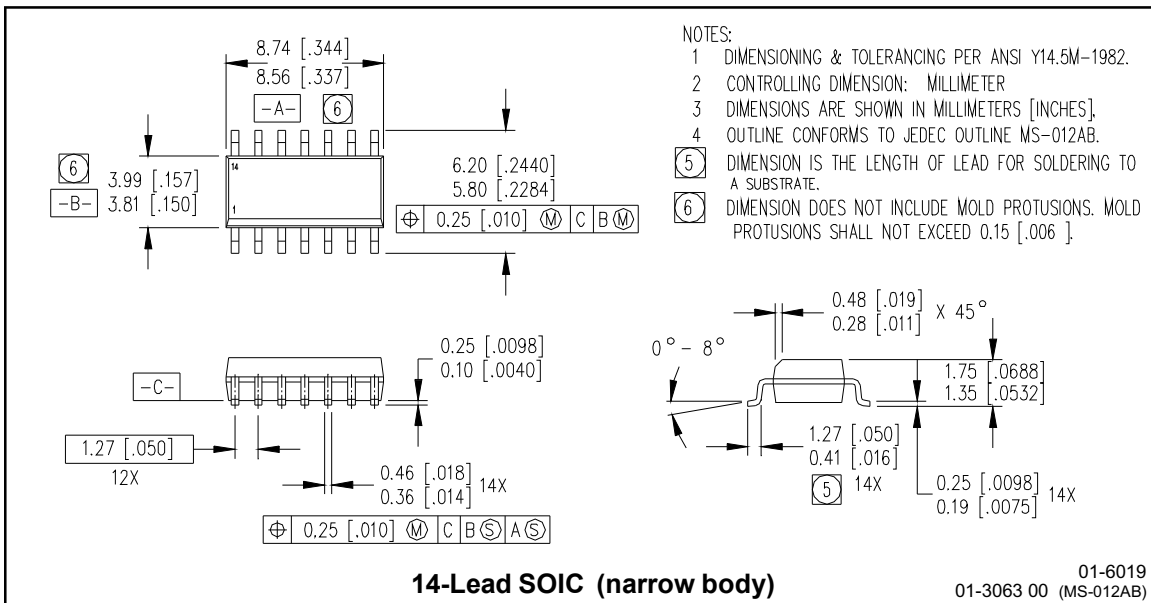 8.74 [.344]
8.56 [.337]
-A- 6
6
3.99 [.157]
-B- 3.81 [.150]
14
1
6.20 [.2440]
5.80 [.2284]
⌖ 0.25 [.010] Ⓜ C B Ⓜ
NOTES:
1 DIMENSIONING & TOLERANCING PER ANSI Y14.5M-1982.
2 CONTROLLING DIMENSION: MILLIMETER
3 DIMENSIONS ARE SHOWN IN MILLIMETERS [INCHES].
4 OUTLINE CONFORMS TO JEDEC OUTLINE MS-012AB.
5 DIMENSION IS THE LENGTH OF LEAD FOR SOLDERING TO
A SUBSTRATE.
6 DIMENSION DOES NOT INCLUDE MOLD PROTUSIONS. MOLD
PROTUSIONS SHALL NOT EXCEED 0.15 [.006 ].
-C-
0.25 [.0098]
0.10 [.0040]
1.27 [.050]
12X
0.46 [.018]
0.36 [.014] 14X
⌖ 0.25 [.010] Ⓜ C B Ⓢ A Ⓢ
0.48 [.019]
0.28 [.011] X 45°
0° - 8°
1.75 [.0688]
1.35 [.0532]
1.27 [.050]
0.41 [.016]
5 14X
0.25 [.0098]
0.19 [.0075] 14X
14-Lead SOIC (narrow body)
01-6019
01-3063 00 (MS-012AB)